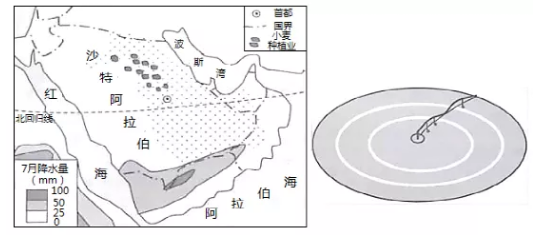 首都
国界
小麦
种植业
沙
特
阿
拉
伯
波
斯
湾
红
海
北回归线
阿
拉
伯
海
7月降水量
(mm)
100
50
25
0